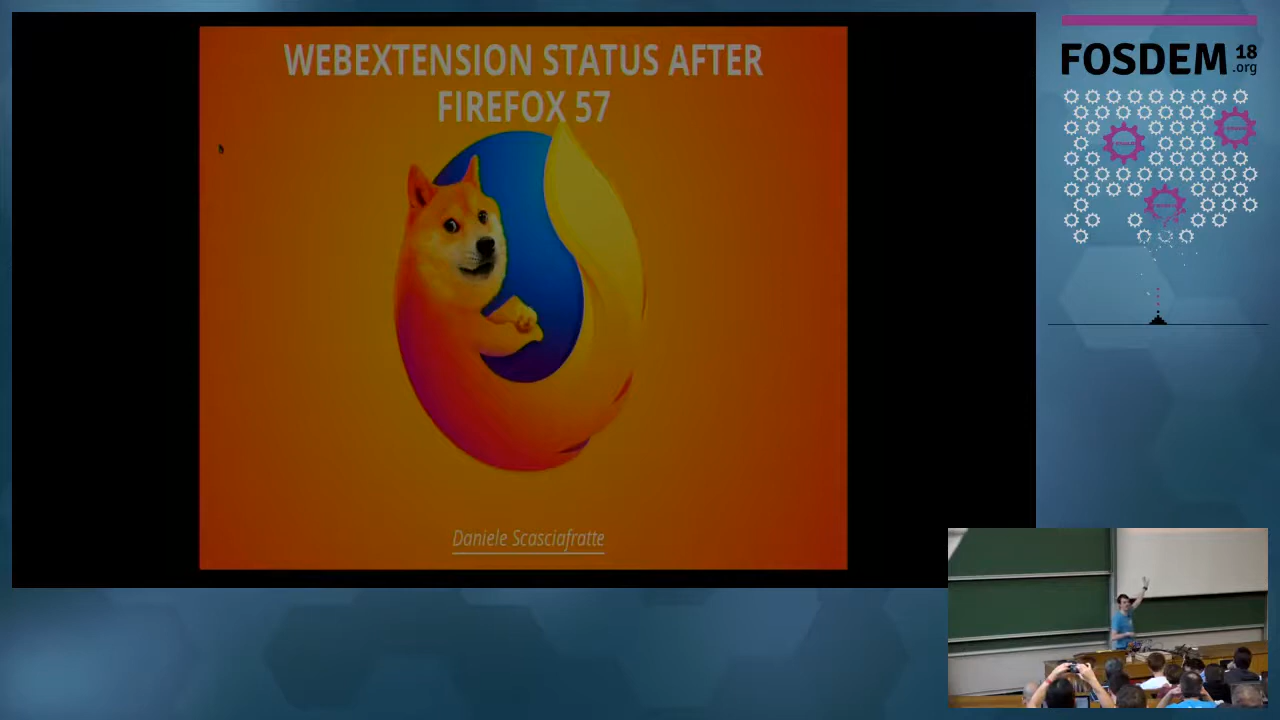 WEBEXTENSION STATUS AFTER
FIREFOX 57
Daniele Scasciafratte
FOSDEM 18
.org